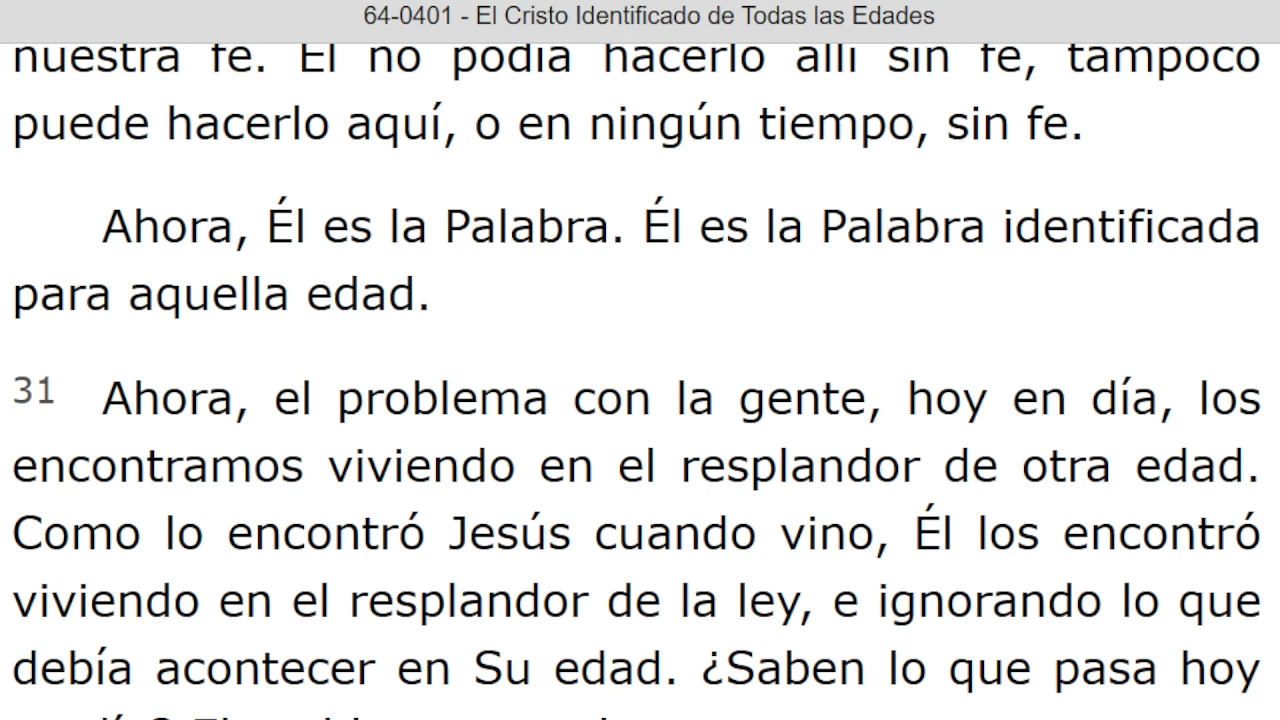 64-0401 - El Cristo Identificado de Todas las Edades
nuestra fe. Él no podía hacerlo allí sin fe, tampoco
puede hacerlo aquí, o en ningún tiempo, sin fe.
Ahora, Él es la Palabra. Él es la Palabra identificada
para aquella edad.
31 Ahora, el problema con la gente, hoy en día, los
encontramos viviendo en el resplandor de otra edad.
Como lo encontró Jesús cuando vino, Él los encontró
viviendo en el resplandor de la ley, e ignorando lo que
debía acontecer en Su edad. ¿Saben lo que pasa hoy